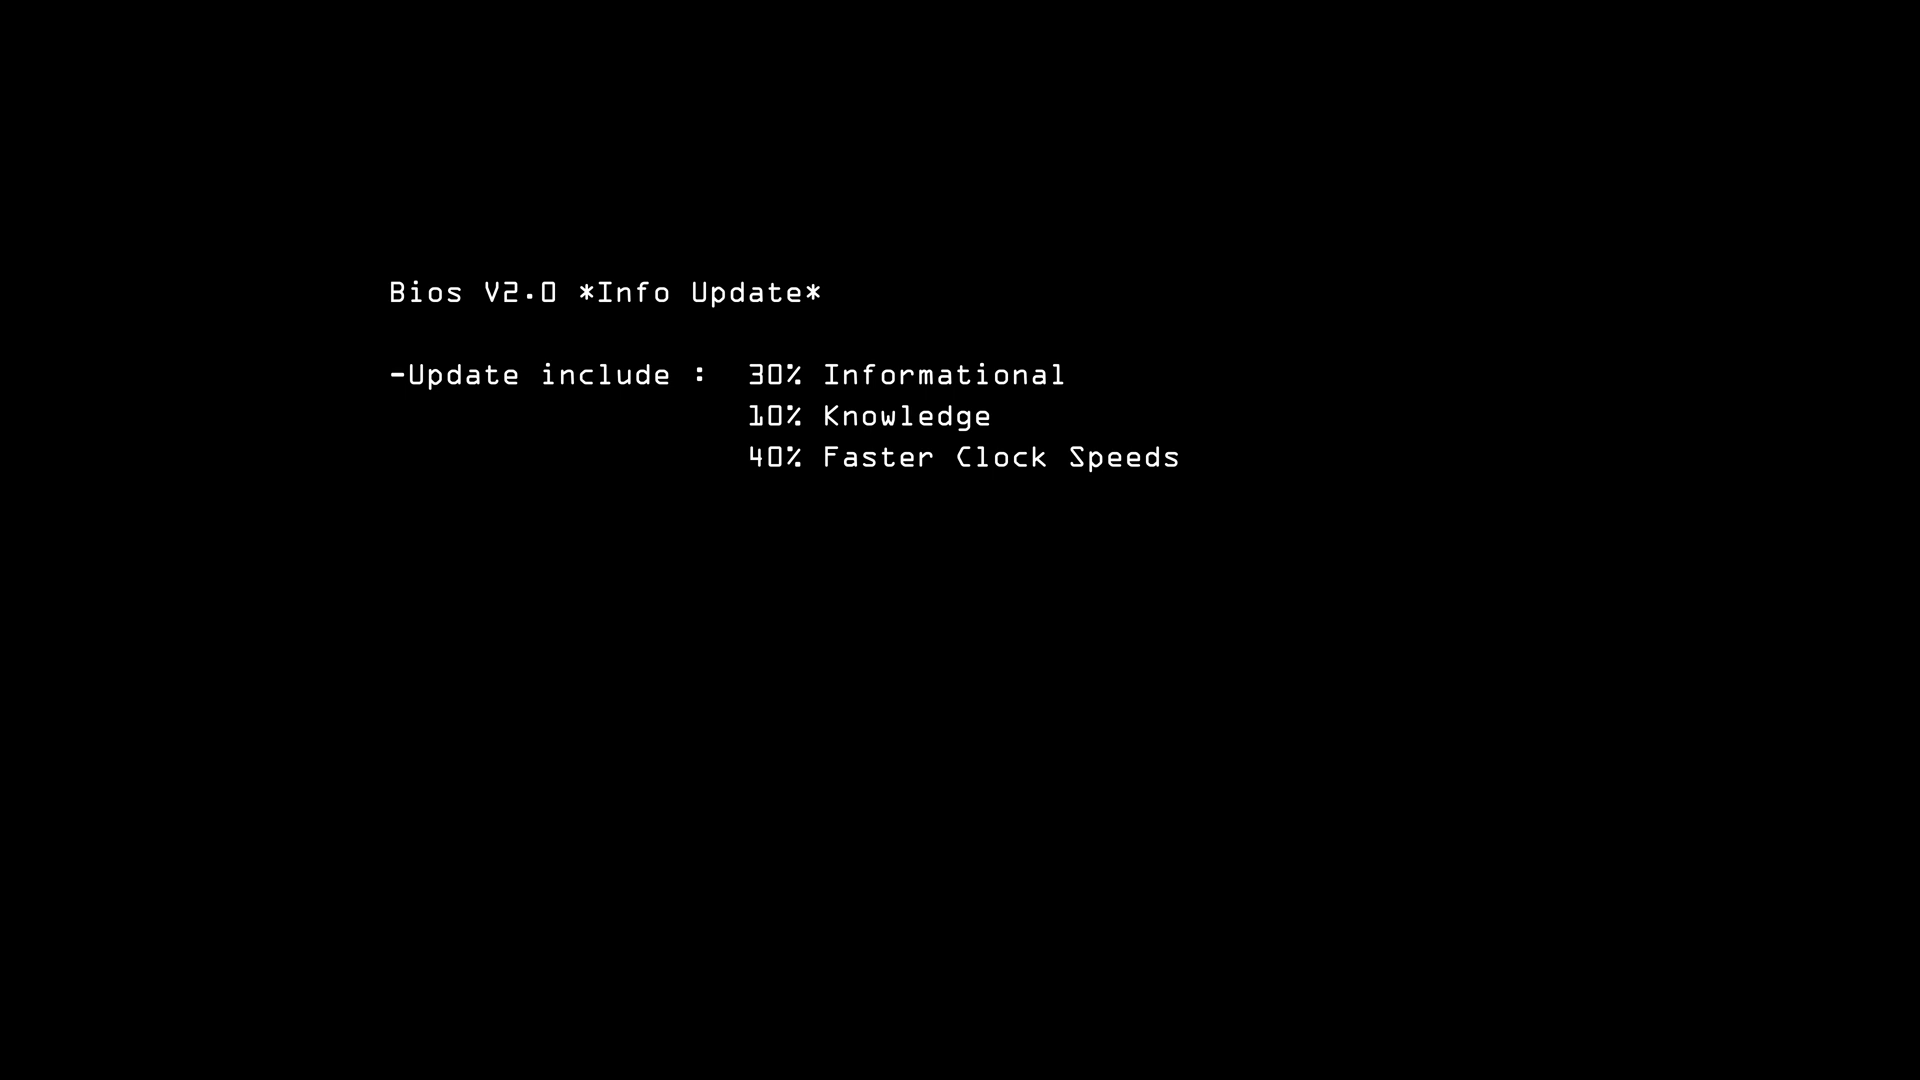 Bios V2.0 *Info Update*
-Update include : 30% Informational
10% Knowledge
40% Faster Clock Speeds